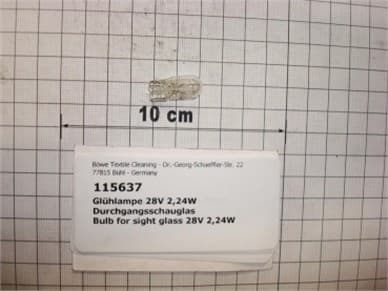 10 cm
Böwe Textile Cleaning - Dr.-Georg-Schaeffler-Str. 22
77815 Bühl - Germany
115637
Glühlampe 28V 2,24W
Durchgangsschauglas
Bulb for sight glass 28V 2,24W